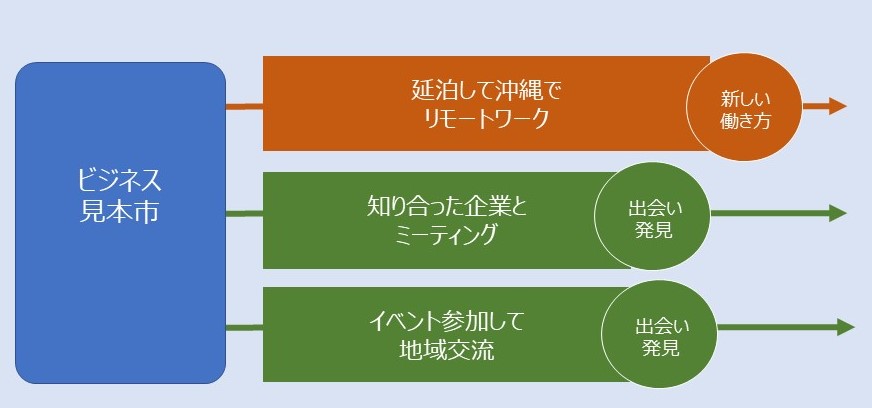 ビジネス
見本市
延泊して沖縄で
リモートワーク
新しい
働き方
知り合った企業と
ミーティング
出会い
発見
イベント参加して
地域交流
出会い
発見